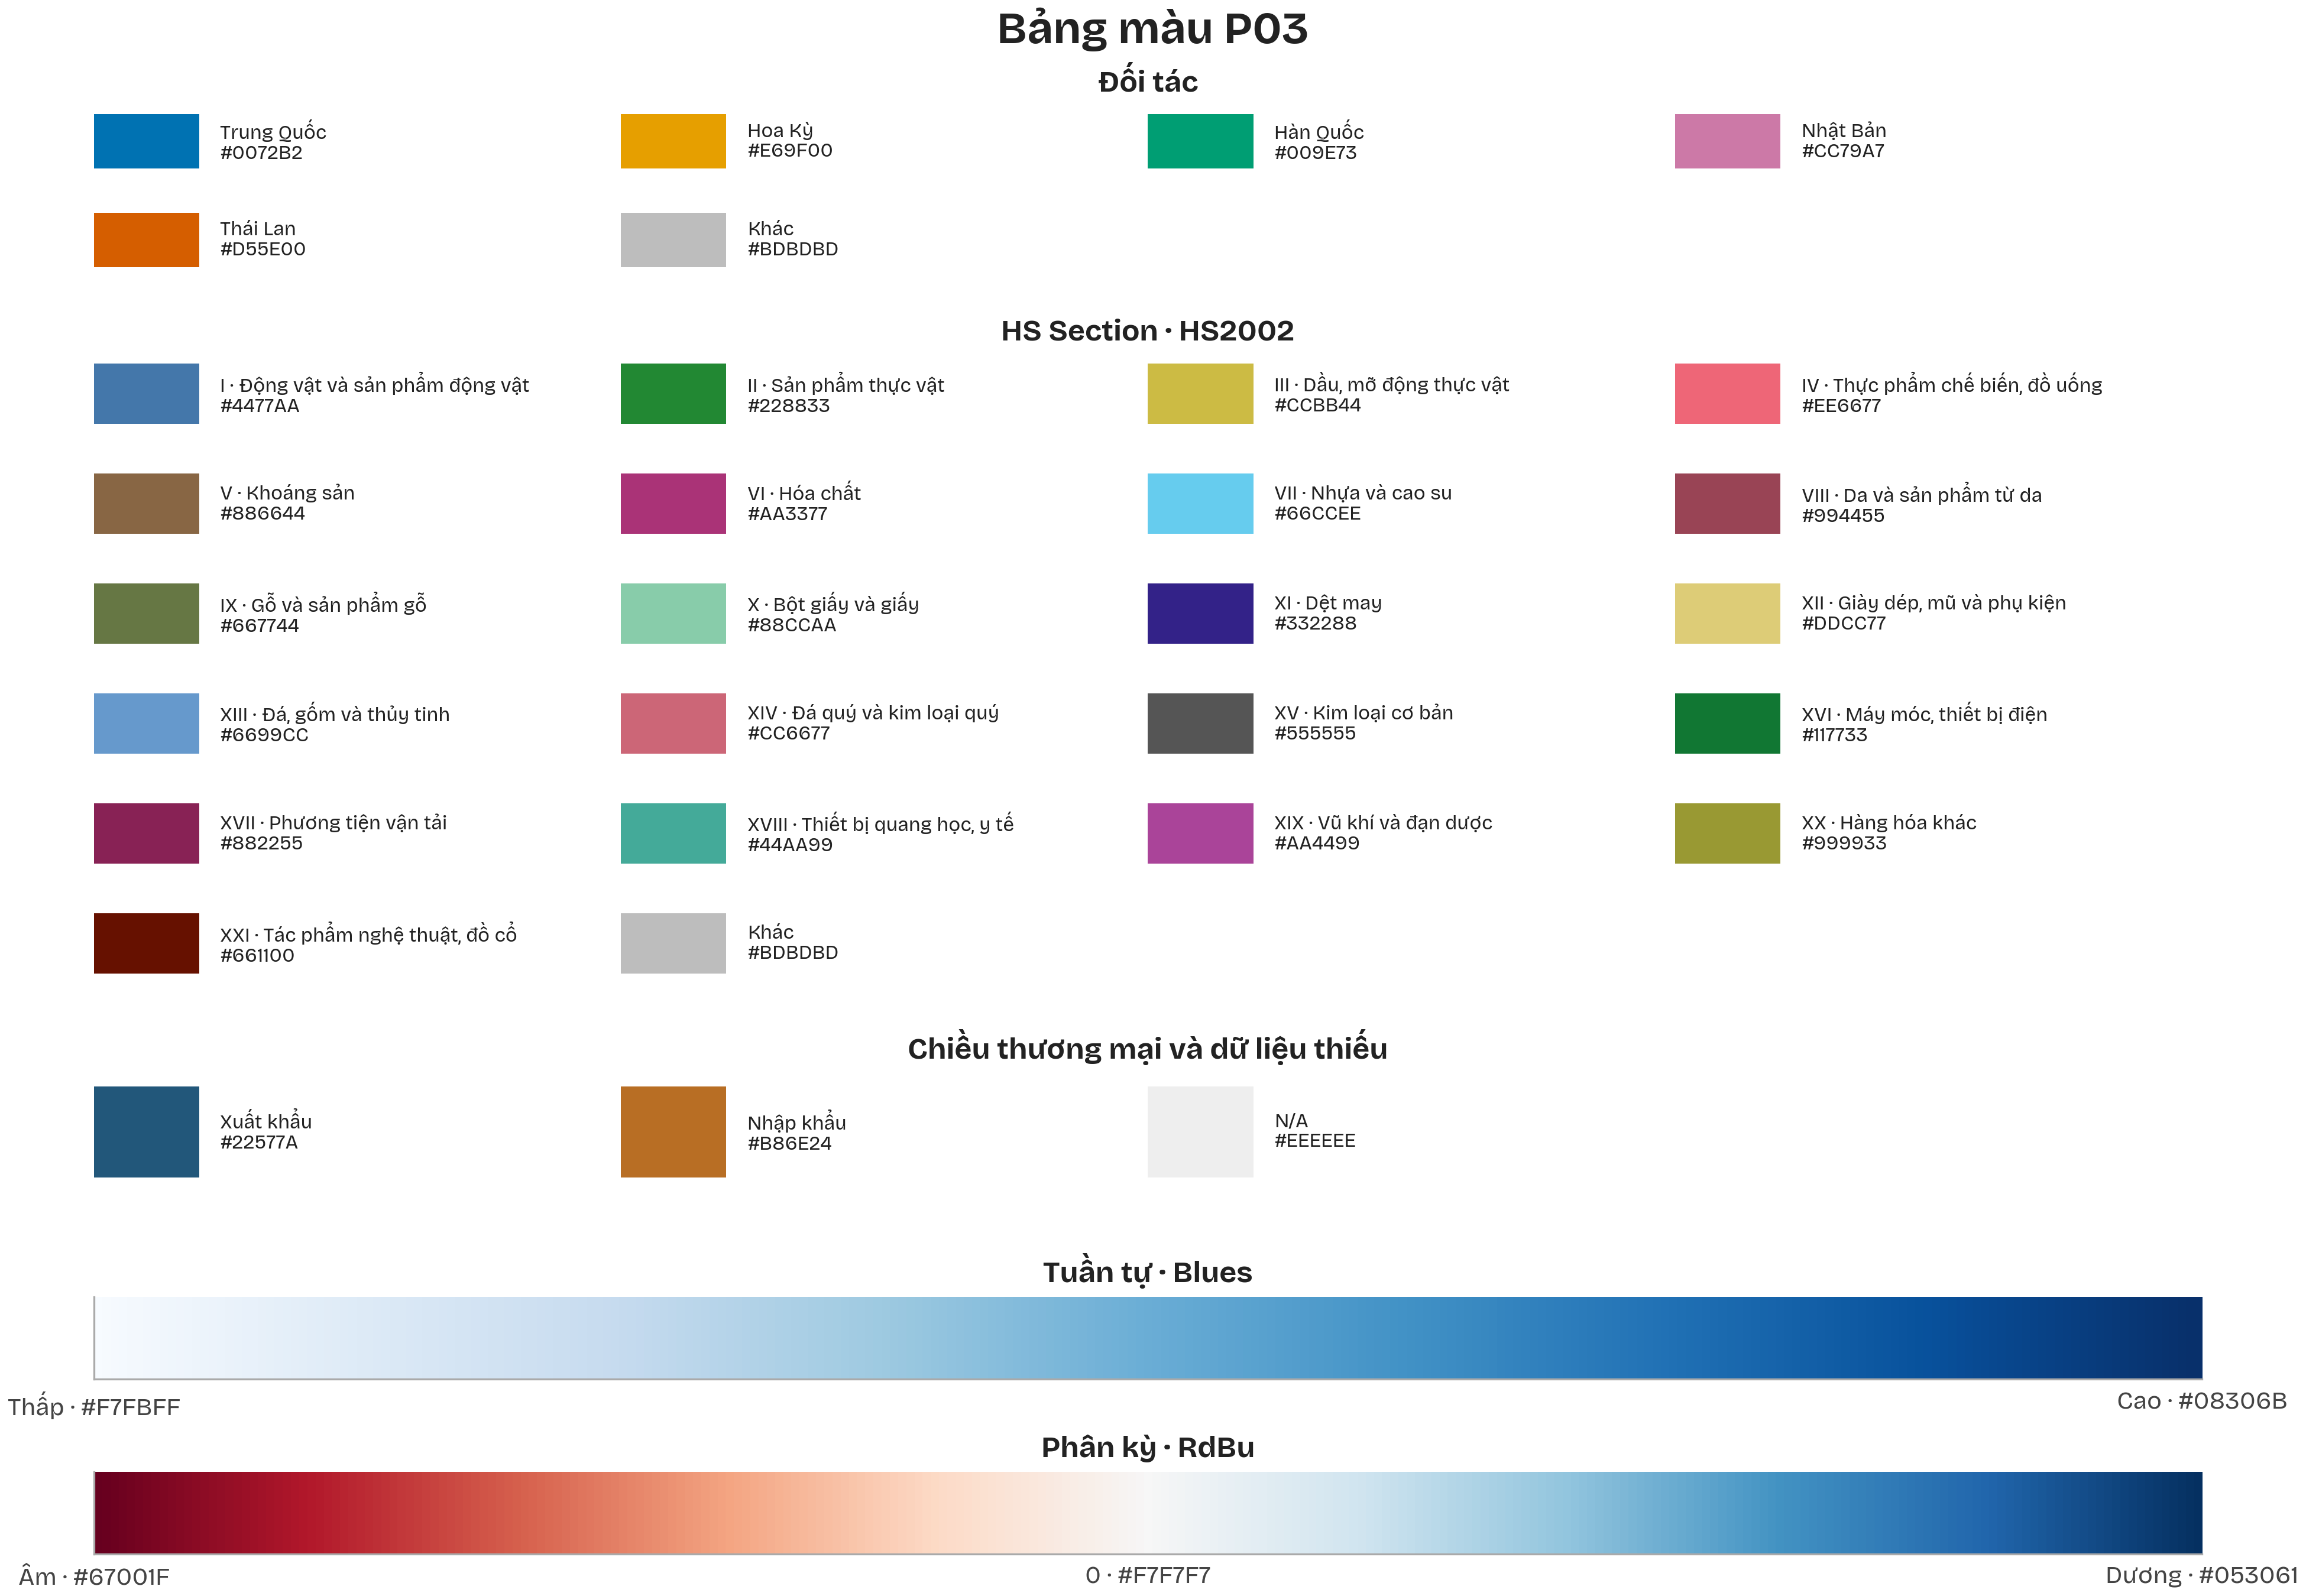 Bảng màu P03
Đối tác
Trung Quốc
#0072B2
Hoa Kỳ
#E69F00
Hàn Quốc
#009E73
Nhật Bản
#CC79A7
Thái Lan
#D55E00
Khác
#BDBDBD
HS Section · HS2002
I · Động vật và sản phẩm động vật
#4477AA
II · Sản phẩm thực vật
#228833
III · Dầu, mỡ động thực vật
#CCBB44
IV · Thực phẩm chế biến, đồ uống
#EE6677
V · Khoáng sản
#886644
VI · Hóa chất
#AA3377
VII · Nhựa và cao su
#66CCEE
VIII · Da và sản phẩm từ da
#994455
IX · Gỗ và sản phẩm gỗ
#667744
X · Bột giấy và giấy
#88CCAA
XI · Dệt may
#332288
XII · Giày dép, mũ và phụ kiện
#DDCC77
XIII · Đá, gốm và thủy tinh
#6699CC
XIV · Đá quý và kim loại quý
#CC6677
XV · Kim loại cơ bản
#555555
XVI · Máy móc, thiết bị điện
#117733
XVII · Phương tiện vận tải
#882255
XVIII · Thiết bị quang học, y tế
#44AA99
XIX · Vũ khí và đạn dược
#AA4499
XX · Hàng hóa khác
#999933
XXI · Tác phẩm nghệ thuật, đồ cổ
#661100
Khác
#BDBDBD
Chiều thương mại và dữ liệu thiếu
Xuất khẩu
#22577A
Nhập khẩu
#B86E24
N/A
#EEEEEE
Tuần tự · Blues
Thấp · #F7FBFF
Cao · #08306B
Phân kỳ · RdBu
Âm · #67001F
0 · #F7F7F7
Dương · #053061